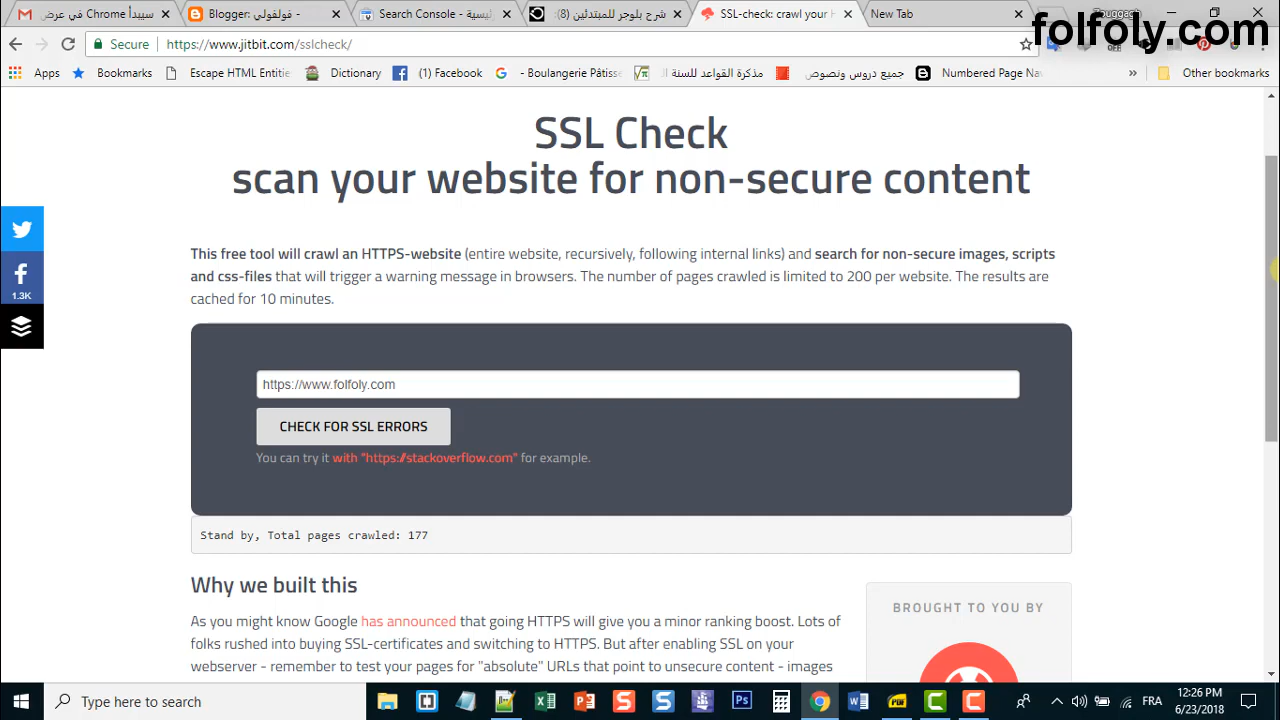 سيبدأ Chrome في عرض
Blogger: فولفولي -
Search Console - رئيسية
شرح بلوجر للمبتدئين (8):
SSL-check: crawl your H
New Tab
folfoly.com
Secure
https://www.jitbit.com/sslcheck/
Apps
Bookmarks
Escape HTML Entitie
Dictionary
(1) Facebook
- Boulangerie Pâtiss
مذكرة القواعد للسنة ال
جميع دروس ونصوص
Numbered Page Nav
»
Other bookmarks
SSL Check
scan your website for non-secure content
This free tool will crawl an HTTPS-website (entire website, recursively, following internal links) and search for non-secure images, scripts
and css-files that will trigger a warning message in browsers. The number of pages crawled is limited to 200 per website. The results are
cached for 10 minutes.
1.3K
https://www.folfoly.com
CHECK FOR SSL ERRORS
You can try it with "https://stackoverflow.com" for example.
Stand by, Total pages crawled: 177
Why we built this
As you might know Google has announced that going HTTPS will give you a minor ranking boost. Lots of
folks rushed into buying SSL-certificates and switching to HTTPS. But after enabling SSL on your
webserver - remember to test your pages for "absolute" URLs that point to unsecure content - images
BROUGHT TO YOU BY
Type here to search
FRA
12:26 PM
6/23/2018